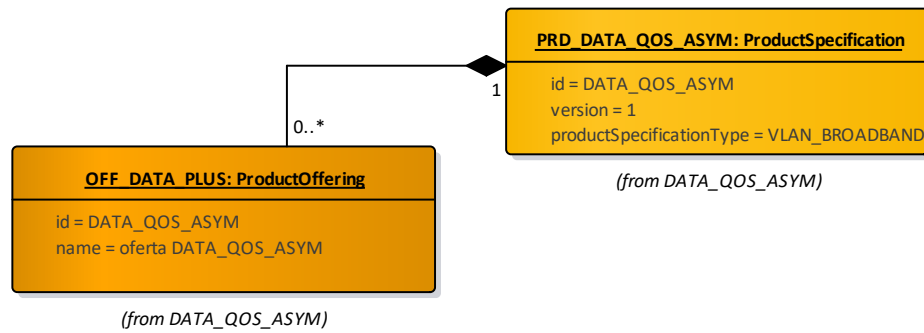 PRD_DATA_QOS_ASYM: ProductSpecification
id = DATA_QOS_ASYM
version = 1
productSpecificationType = VLAN_BROADBAND
(from DATA_QOS_ASYM)
1
0..*
OFF_DATA_PLUS: ProductOffering
id = DATA_QOS_ASYM
name = oferta DATA_QOS_ASYM
(from DATA_QOS_ASYM)